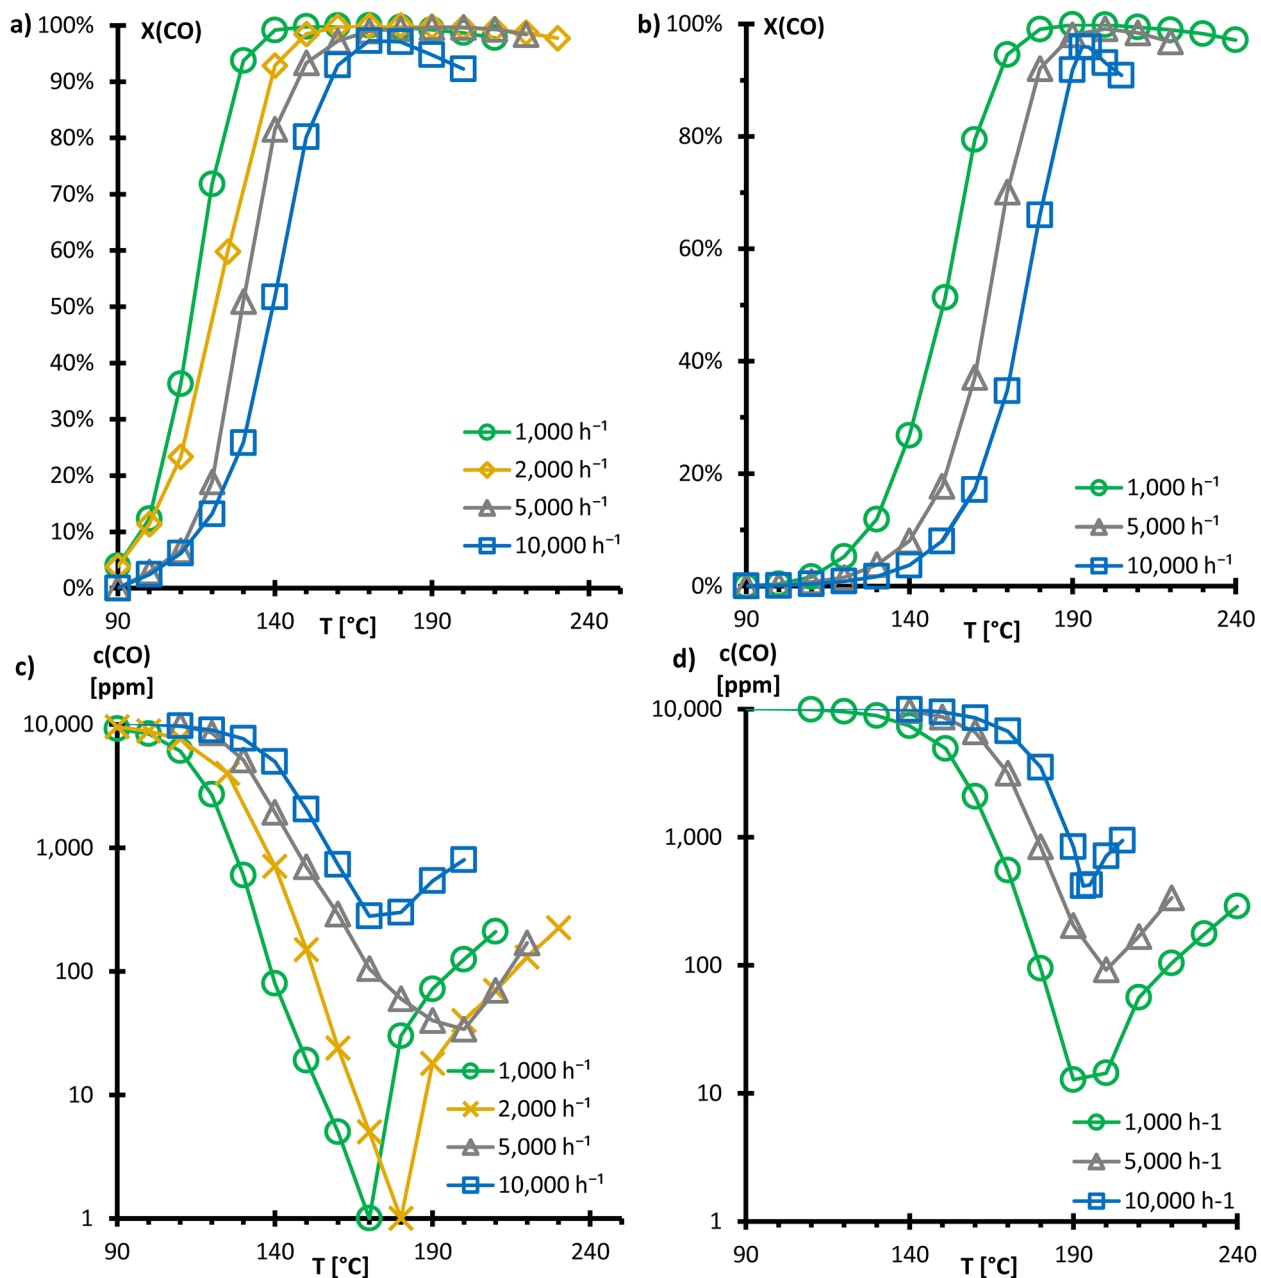 a)
X(CO)
100%
90%
80%
70%
60%
50%
40%
30%
20%
10%
0%
90
140
190
240
T [°C]
1,000 h⁻¹
2,000 h⁻¹
5,000 h⁻¹
10,000 h⁻¹
b)
X(CO)
100%
80%
60%
40%
20%
0%
90
140
190
240
T [°C]
1,000 h⁻¹
5,000 h⁻¹
10,000 h⁻¹
c)
c(CO)
[ppm]
10,000
1,000
100
10
1
90
140
190
240
T [°C]
1,000 h⁻¹
2,000 h⁻¹
5,000 h⁻¹
10,000 h⁻¹
d)
c(CO)
[ppm]
10,000
1,000
100
10
1
90
140
190
240
T [°C]
1,000 h-1
5,000 h-1
10,000 h-1